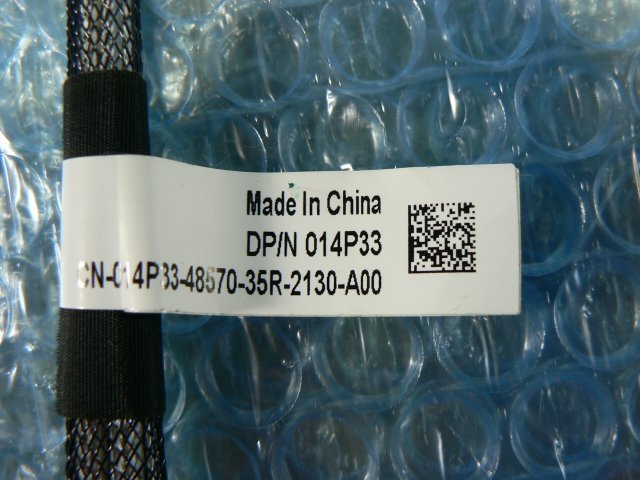 Made In China
DP/N 014P33
CN-014P33-48570-35R-2130-A00